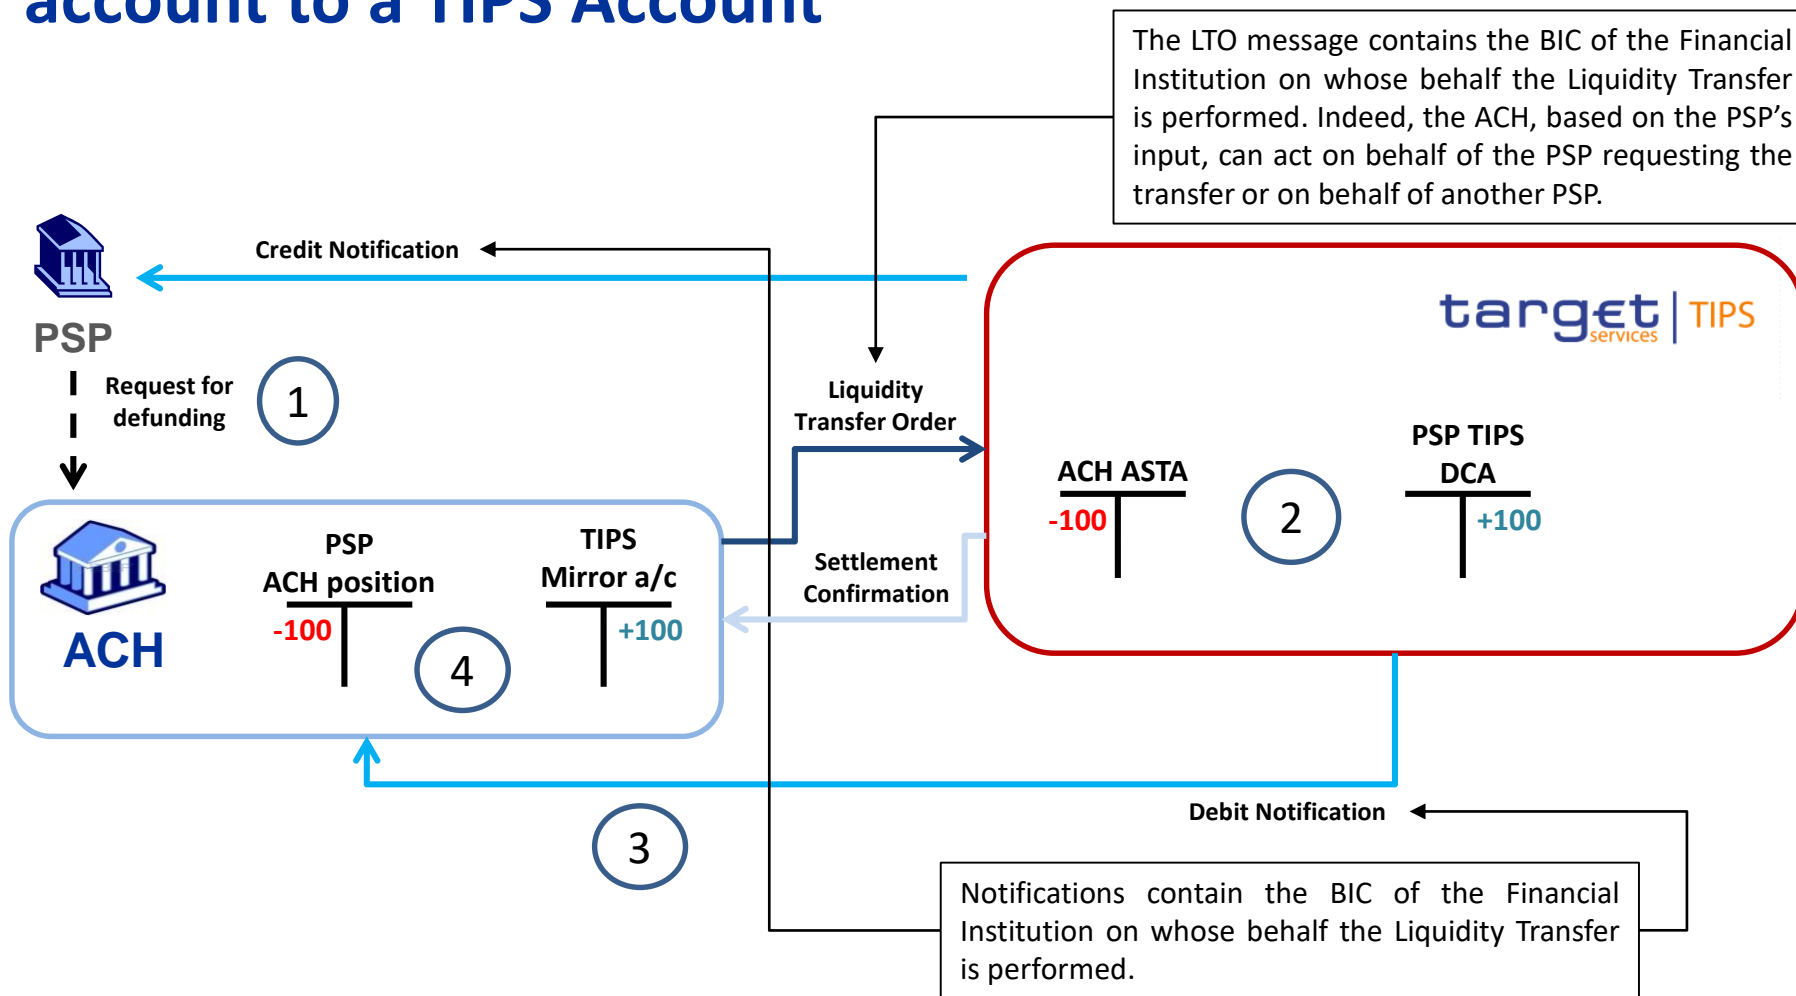 account to a TIPS Account
The LTO message contains the BIC of the Financial
Institution on whose behalf the Liquidity Transfer
is performed. Indeed, the ACH, based on the PSP's
input, can act on behalf of the PSP requesting the
transfer or on behalf of another PSP.
Credit Notification
PSP
target
services
TIPS
Request for
defunding
1
Liquidity
Transfer Order
ACH ASTA
-100
2
PSP TIPS
DCA
+100
ACH
PSP
ACH position
-100
4
TIPS
Mirror a/c
+100
Settlement
Confirmation
3
Debit Notification
Notifications contain the BIC of the Financial
Institution on whose behalf the Liquidity Transfer
is performed.